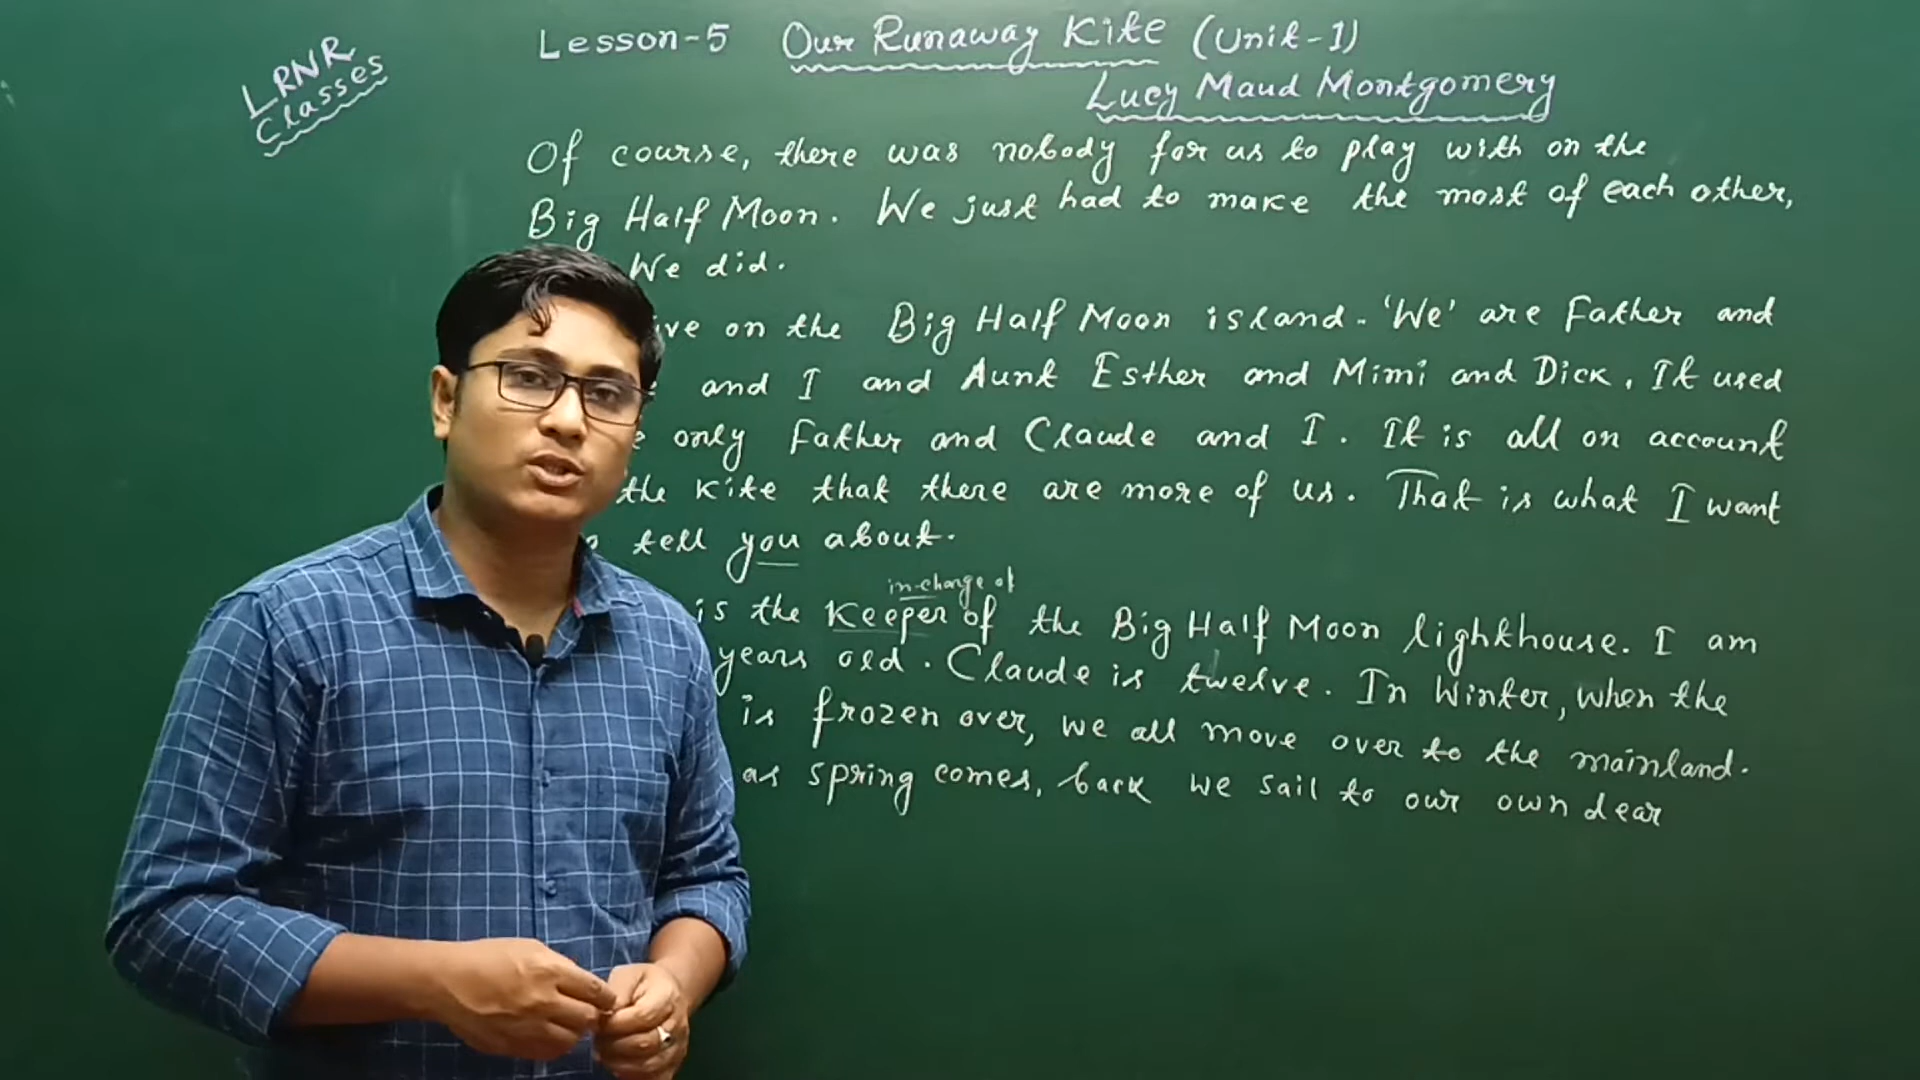 LRNR
Classes
Lesson-5 Our Runaway Kite (Unit-1)
Lucy Maud Montgomery
Of course, there was nobody for us to play with on the
Big Half Moon. We just had to make the most of each other,
We did.
on the Big Half Moon island. 'We' are Father and
and I and Aunt Esther and Mimi and Dick. It used
only Father and Claude and I. It is all on account
the kite that there are more of us. That is what I want
tell you about.
in-charge of
is the Keeper of the Big Half Moon lighthouse. I am
years old. Claude is twelve. In Winter, when the
is frozen over, we all move over to the mainland.
as spring comes, back we sail to our own dear